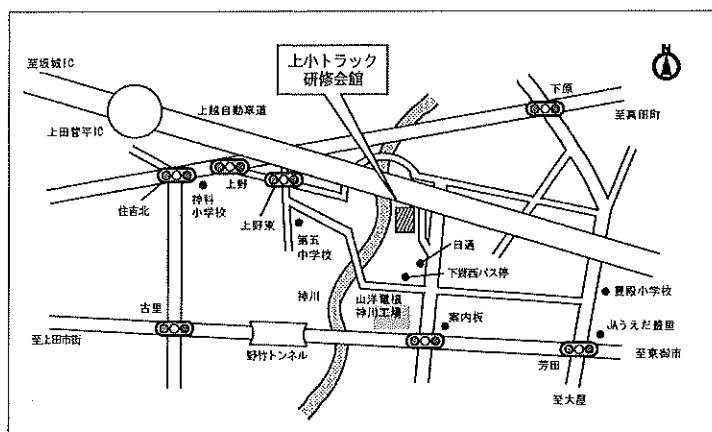 上小トラック
研修会館
N
至坂城IC
上田菅平IC
上越自動車道
下原
至真田町
住吉北
上野
神科
小学校
上野東
第五
中学校
日通
下郷西バス停
神川
山洋電機
神川工場
案内板
豊殿小学校
古里
至上田市街
野竹トンネル
JAうえだ豊里
芳田
至東御市
至大屋